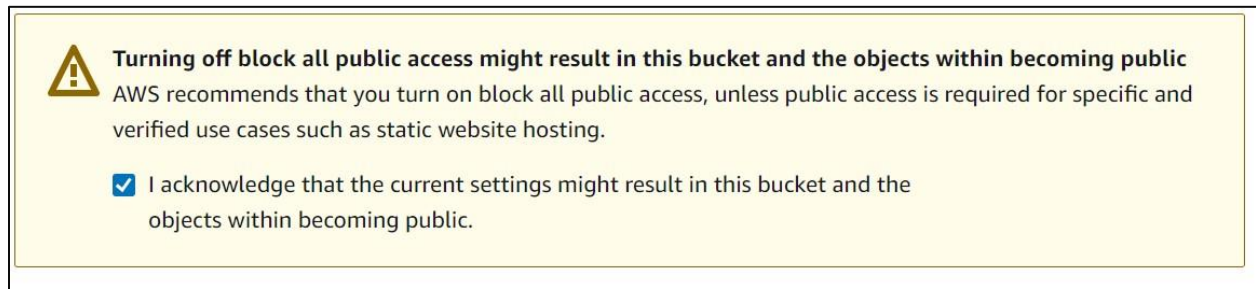 Turning off block all public access might result in this bucket and the objects within becoming public
AWS recommends that you turn on block all public access, unless public access is required for specific and
verified use cases such as static website hosting.
I acknowledge that the current settings might result in this bucket and the
objects within becoming public.